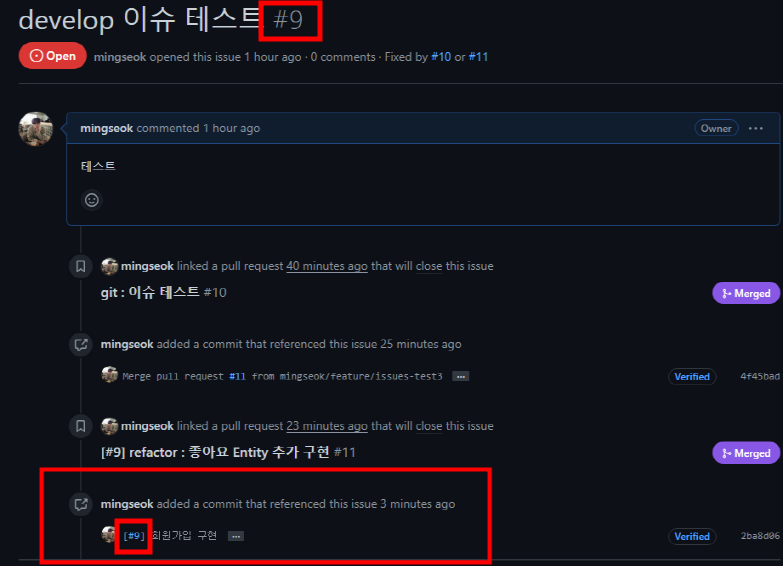 develop 이슈 테스트 #9
Open mingseok opened this issue 1 hour ago · 0 comments · Fixed by #10 or #11
mingseok commented 1 hour ago Owner ...
테스트
mingseok linked a pull request 40 minutes ago that will close this issue
git : 이슈 테스트 #10 Merged
mingseok added a commit that referenced this issue 25 minutes ago
Merge pull request #11 from mingseok/feature/issues-test3 ... Verified 4f45bad
mingseok linked a pull request 23 minutes ago that will close this issue
[#9] refactor : 좋아요 Entity 추가 구현 #11 Merged
mingseok added a commit that referenced this issue 3 minutes ago
[#9] 회원가입 구현 ... Verified 2ba8d06